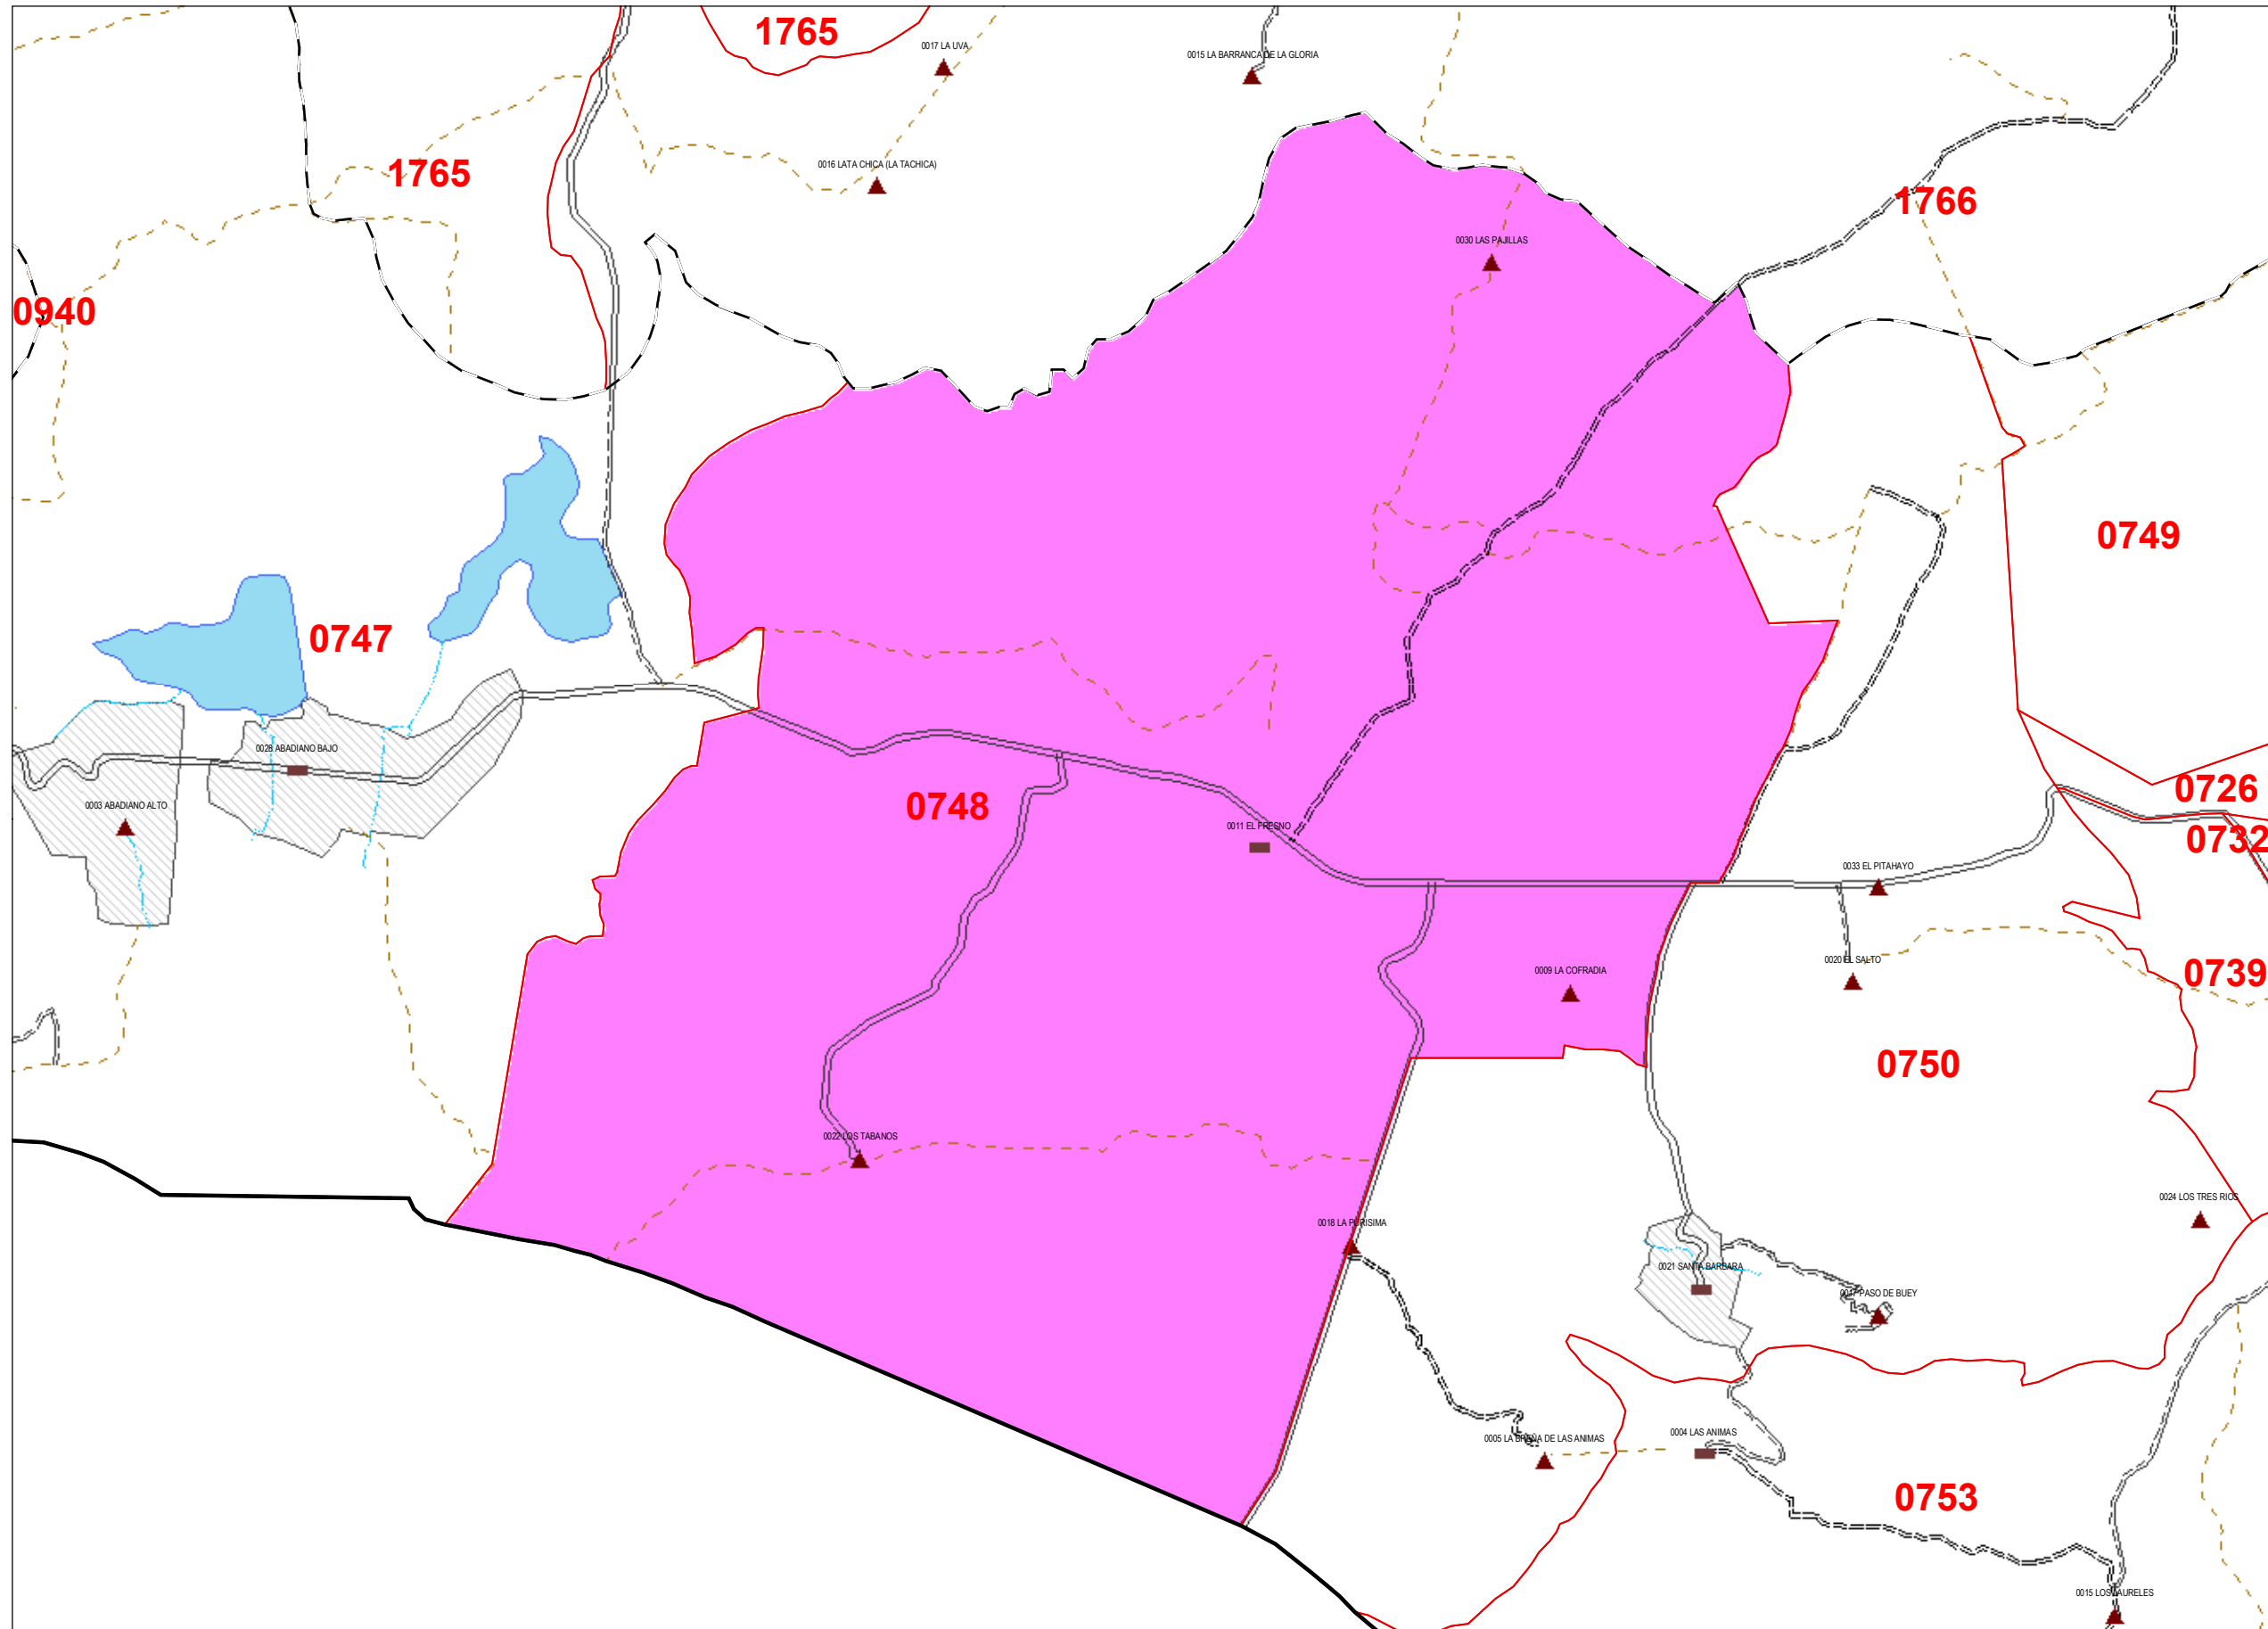 1765
0017 LA UVA
0015 LA BARRANCA DE LA GLORIA
0016 LATA CHICA (LA TACHICA)
1765
1766
0030 LAS PAJILLAS
0940
0749
0747
0028 ABADIANO BAJO
0726
0003 ABADIANO ALTO
0748
0011 EL FRESNO
0732
0033 EL PITAHAYO
0020 EL SALTO
0009 LA COFRADIA
0739
0750
0022 LOS TABANOS
0024 LOS TRES RIOS
0018 LA PURISIMA
0021 SANTA BARBARA
PASO DE BUEY
0004 LAS ANIMAS
0005 LA BREÑA DE LAS ANIMAS
0753
0015 LOS LAURELES